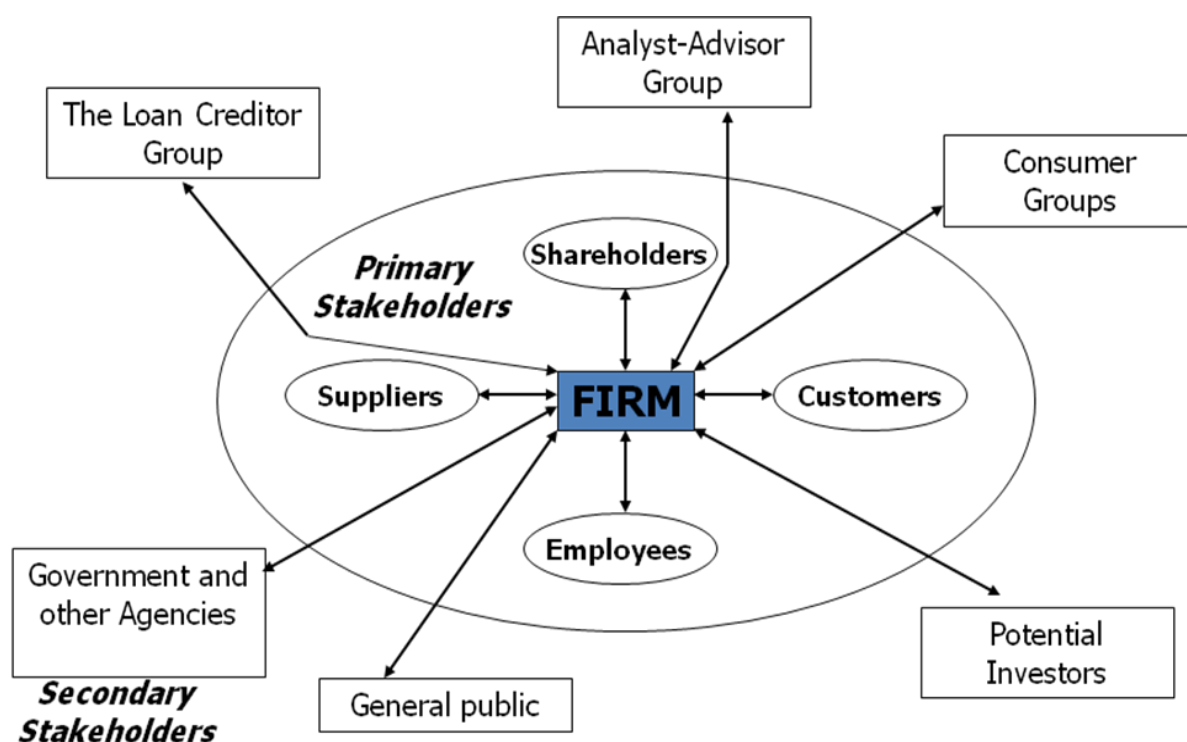 Analyst-Advisor
Group
The Loan Creditor
Group
Consumer
Groups
Shareholders
Primary
Stakeholders
Suppliers
FIRM
Customers
Employees
Government and
other Agencies
Potential
Investors
Secondary
Stakeholders
General public